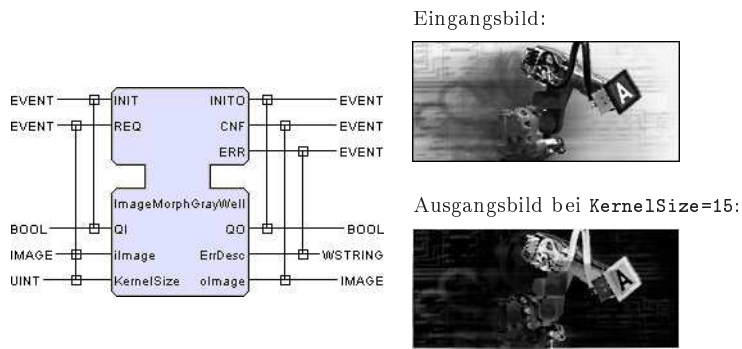 Eingangsbild:
EVENT INIT INITO EVENT
EVENT REQ CNF EVENT
ERR EVENT
ImageMorphGrayWell
BOOL QI QO BOOL
IMAGE iImage ErrDesc WSTRING
UINT KernelSize oImage IMAGE
A
Ausgangsbild bei KernelSize=15:
A